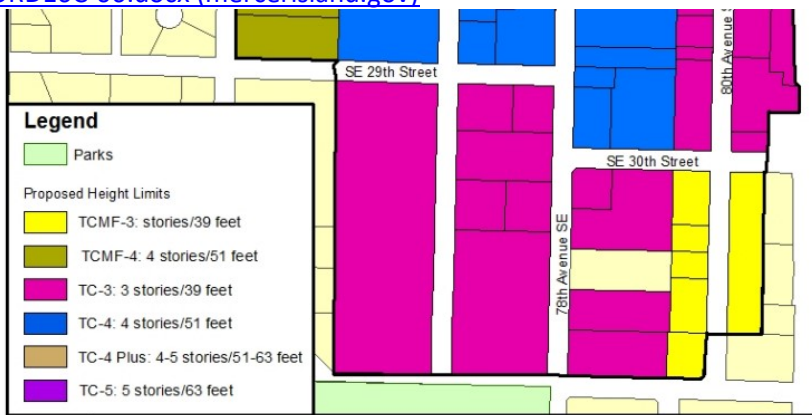 (mercerisland.gov)
SE 29th Street
80th Avenue
SE 30th Street
78th Avenue SE
Legend
Parks
Proposed Height Limits
TCMF-3: stories/39 feet
TCMF-4: 4 stories/51 feet
TC-3: 3 stories/39 feet
TC-4: 4 stories/51 feet
TC-4 Plus: 4-5 stories/51-63 feet
TC-5: 5 stories/63 feet